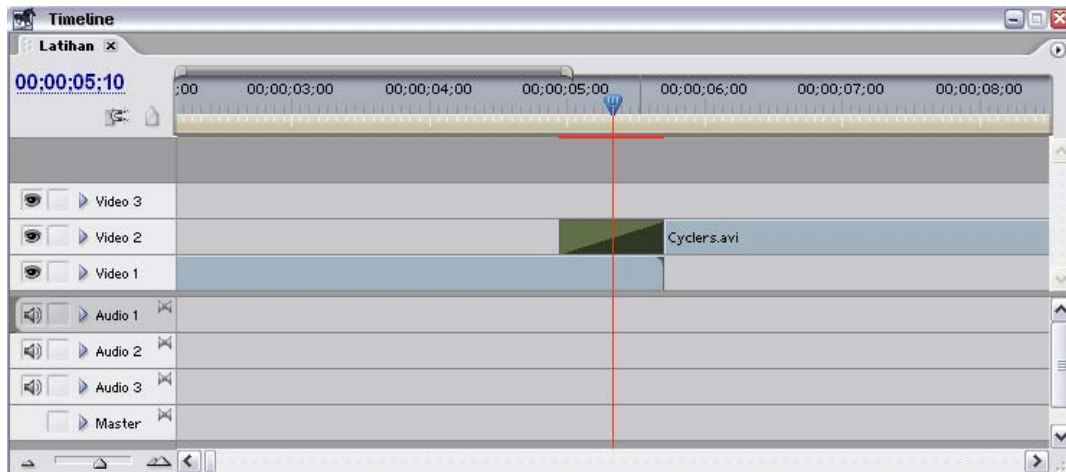 Timeline
Latihan
00;00;05;10
;00 00;00;03;00 00;00;04;00 00;00;05;00 00;00;06;00 00;00;07;00 00;00;08;00
Video 3
Video 2 Cyclers.avi
Video 1
Audio 1
Audio 2
Audio 3
Master